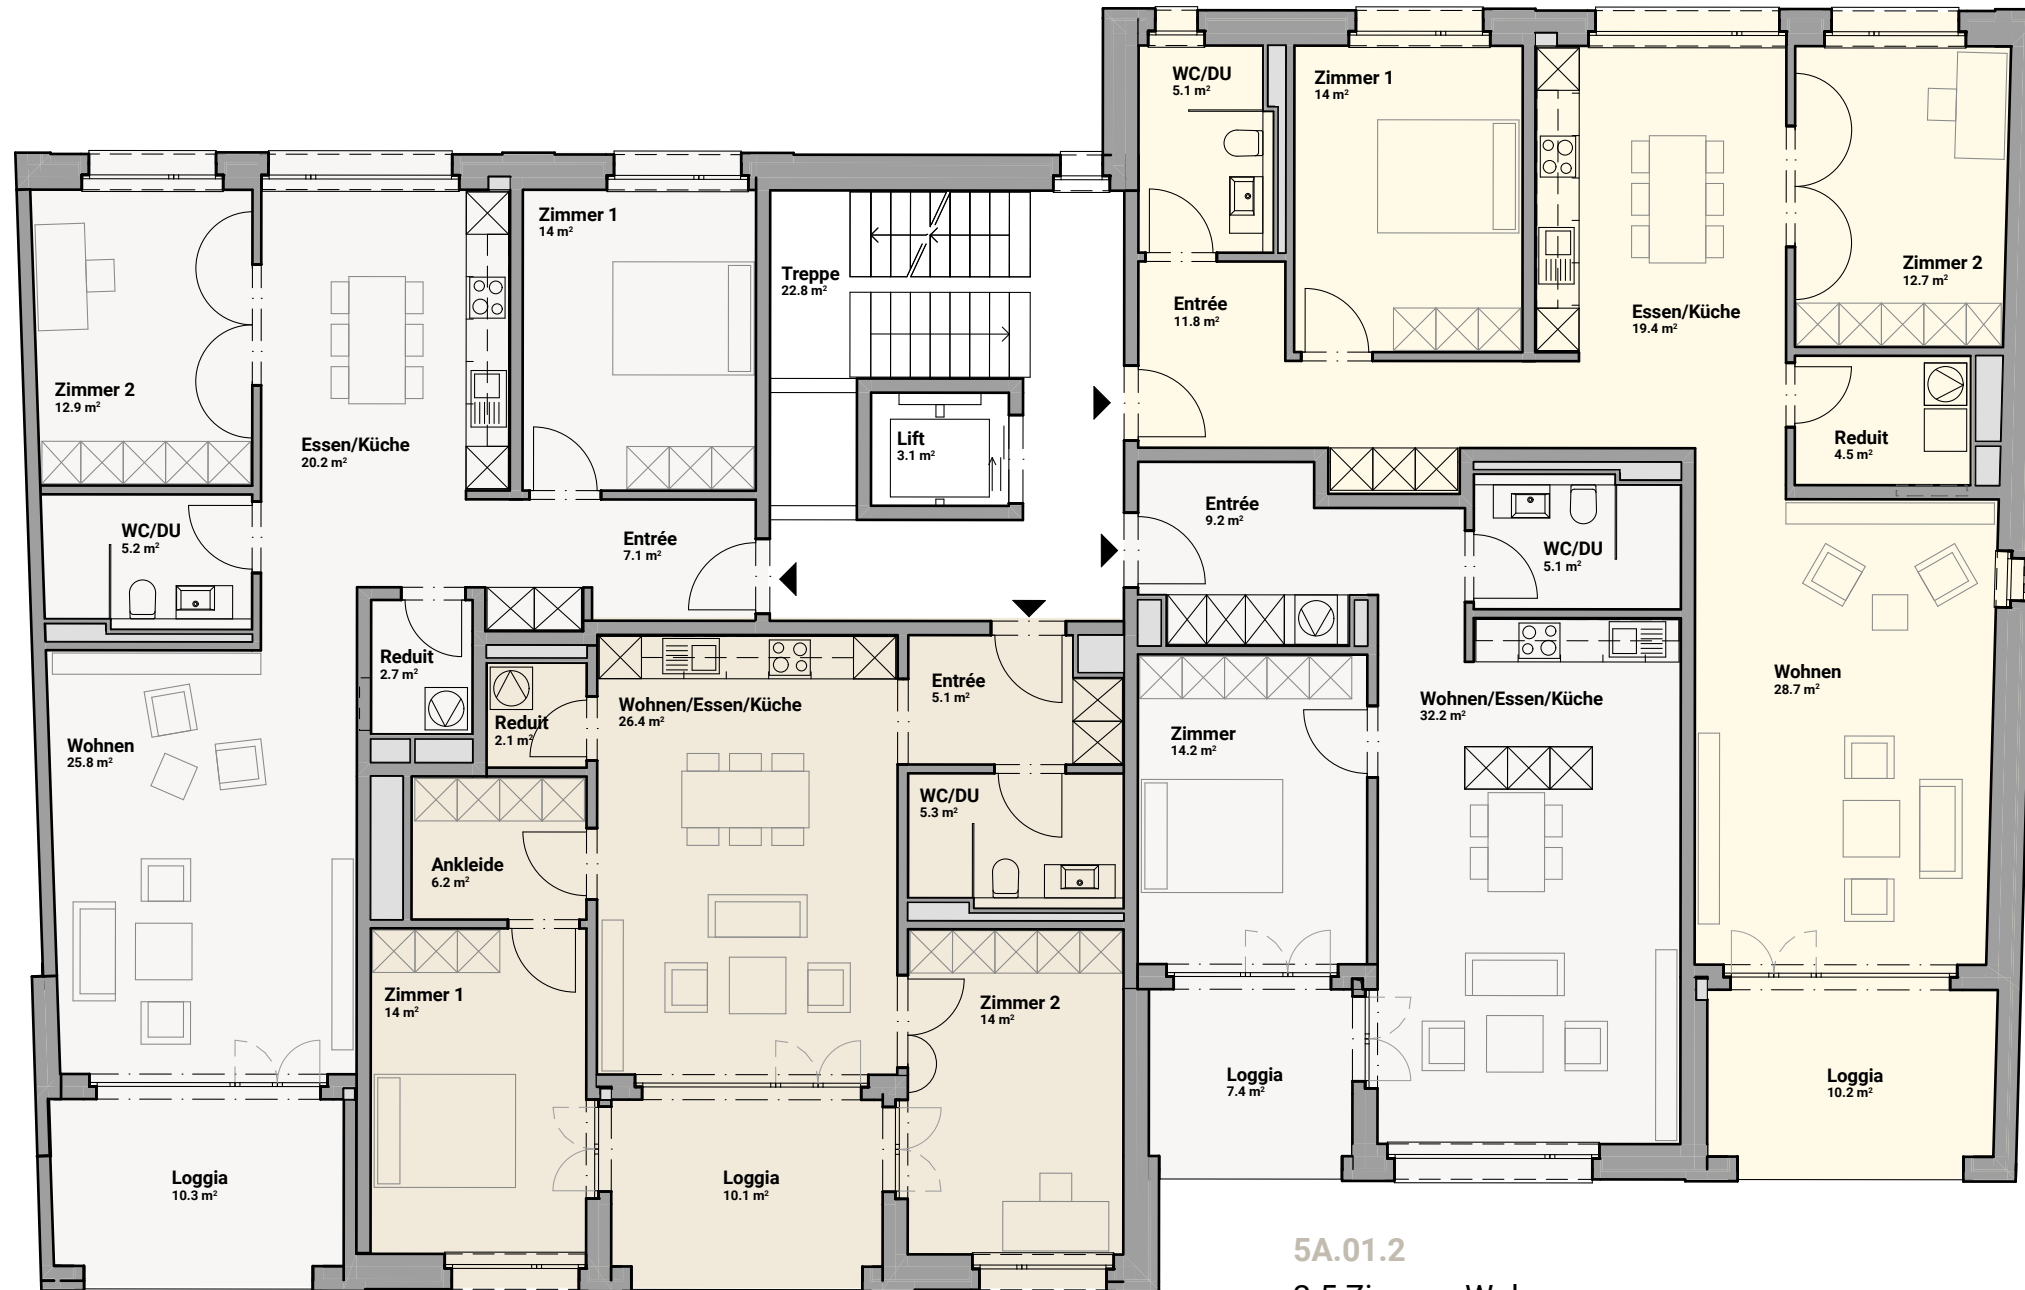 WC/DU
5.1 m²
Zimmer 1
14 m²
Zimmer 2
12.7 m²
Essen/Küche
19.4 m²
Entrée
11.8 m²
Reduit
4.5 m²
Wohnen
28.7 m²
Loggia
10.2 m²
Zimmer 1
14 m²
Treppe
22.8 m²
Lift
3.1 m²
Zimmer 2
12.9 m²
Essen/Küche
20.2 m²
WC/DU
5.2 m²
Entrée
7.1 m²
Reduit
2.7 m²
Wohnen
25.8 m²
Loggia
10.3 m²
Reduit
2.1 m²
Wohnen/Essen/Küche
26.4 m²
Entrée
5.1 m²
WC/DU
5.3 m²
Ankleide
6.2 m²
Zimmer 1
14 m²
Zimmer 2
14 m²
Loggia
10.1 m²
Entrée
9.2 m²
WC/DU
5.1 m²
Wohnen/Essen/Küche
32.2 m²
Zimmer
14.2 m²
Loggia
7.4 m²
5A.01.2